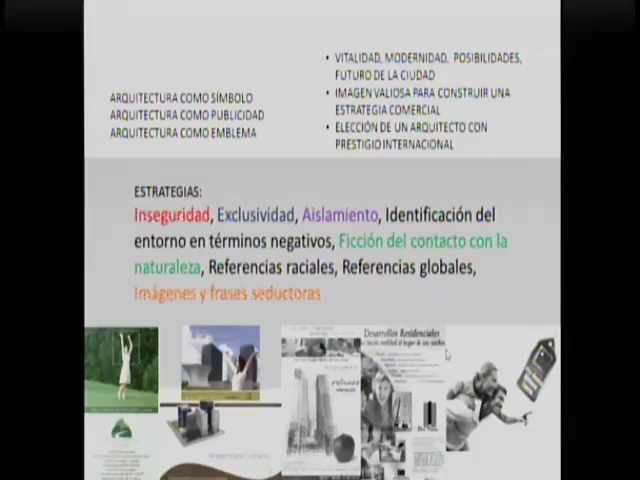 ARQUITECTURA COMO SÍMBOLO
ARQUITECTURA COMO PUBLICIDAD
ARQUITECTURA COMO EMBLEMA
• VITALIDAD, MODERNIDAD, POSIBILIDADES,
FUTURO DE LA CIUDAD
• IMAGEN VALIOSA PARA CONSTRUIR UNA
ESTRATEGIA COMERCIAL
• ELECCIÓN DE UN ARQUITECTO CON
PRESTIGIO INTERNACIONAL
ESTRATEGIAS:
Inseguridad, Exclusividad, Aislamiento, Identificación del
entorno en términos negativos, Ficción del contacto con la
naturaleza, Referencias raciales, Referencias globales,
Imágenes y frases seductoras
Desarrollos Residenciales